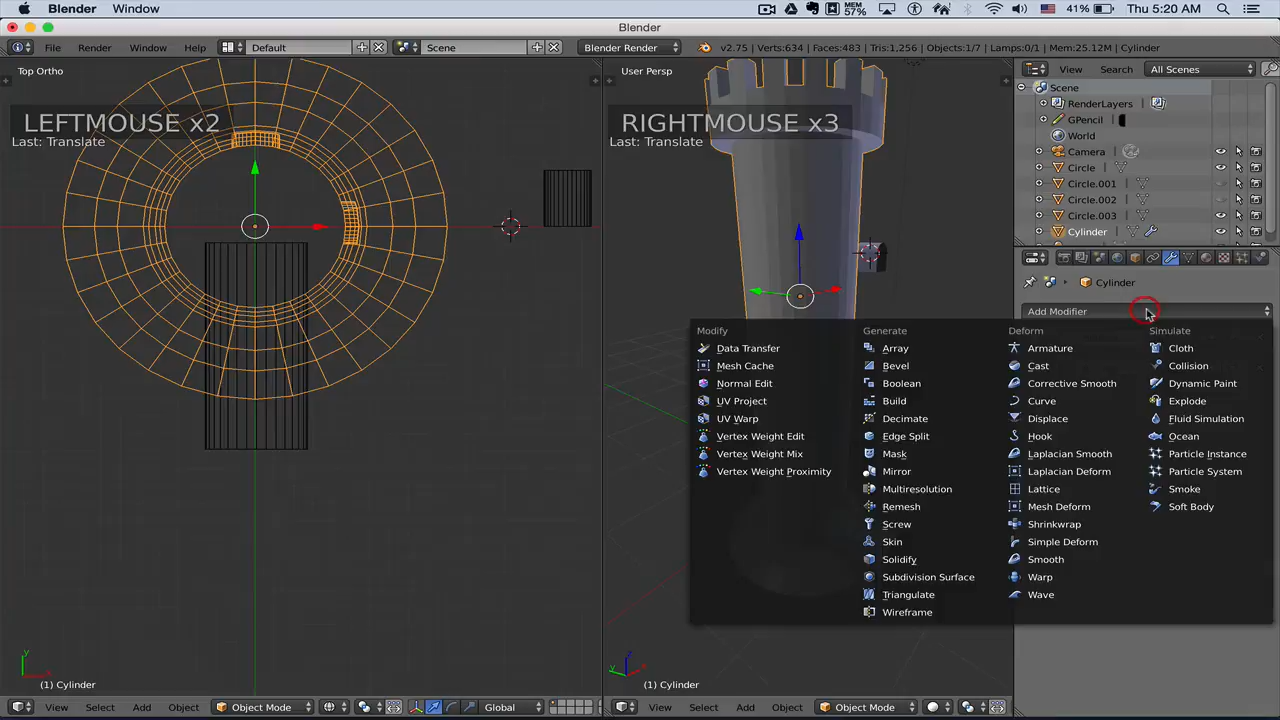 Blender Window MEM 57% 41% Thu 5:20 AM
Blender
File Render Window Help Default Scene Blender Render v2.75 | Verts:634 | Faces:483 | Tris:1,256 | Objects:1/7 | Lamps:0/1 | Mem:25.12M | Cylinder
Top Ortho
User Persp
View Search All Scenes
LEFTMOUSE x2
Last: Translate
RIGHTMOUSE x3
Last: Translate
Scene
RenderLayers
GPencil
World
Camera
Circle
Circle.001
Circle.002
Circle.003
Cylinder
Cylinder
Add Modifier
Modify
Data Transfer
Mesh Cache
Normal Edit
UV Project
UV Warp
Vertex Weight Edit
Vertex Weight Mix
Vertex Weight Proximity
Generate
Array
Bevel
Boolean
Build
Decimate
Edge Split
Mask
Mirror
Multiresolution
Remesh
Screw
Skin
Solidify
Subdivision Surface
Triangulate
Wireframe
Deform
Armature
Cast
Corrective Smooth
Curve
Displace
Hook
Laplacian Smooth
Laplacian Deform
Lattice
Mesh Deform
Shrinkwrap
Simple Deform
Smooth
Warp
Wave
Simulate
Cloth
Collision
Dynamic Paint
Explode
Fluid Simulation
Ocean
Particle Instance
Particle System
Smoke
Soft Body
y x
z y x
(1) Cylinder
(1) Cylinder
View Select Add Object Object Mode Global
View Select Add Object Object Mode